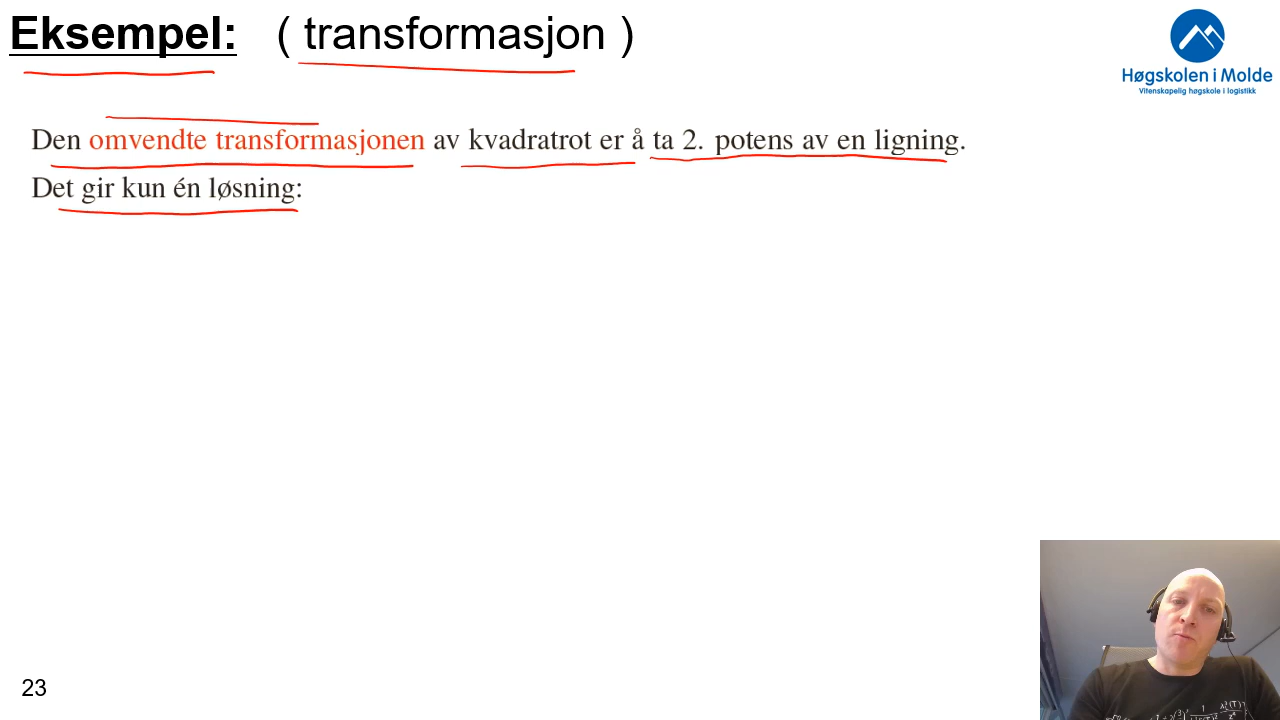 Eksempel: ( transformasjon )
Høgskolen i Molde
Vitenskapelig høgskole i logistikk
Den omvendte transformasjonen av kvadratrot er å ta 2. potens av en ligning.
Det gir kun én løsning:
23